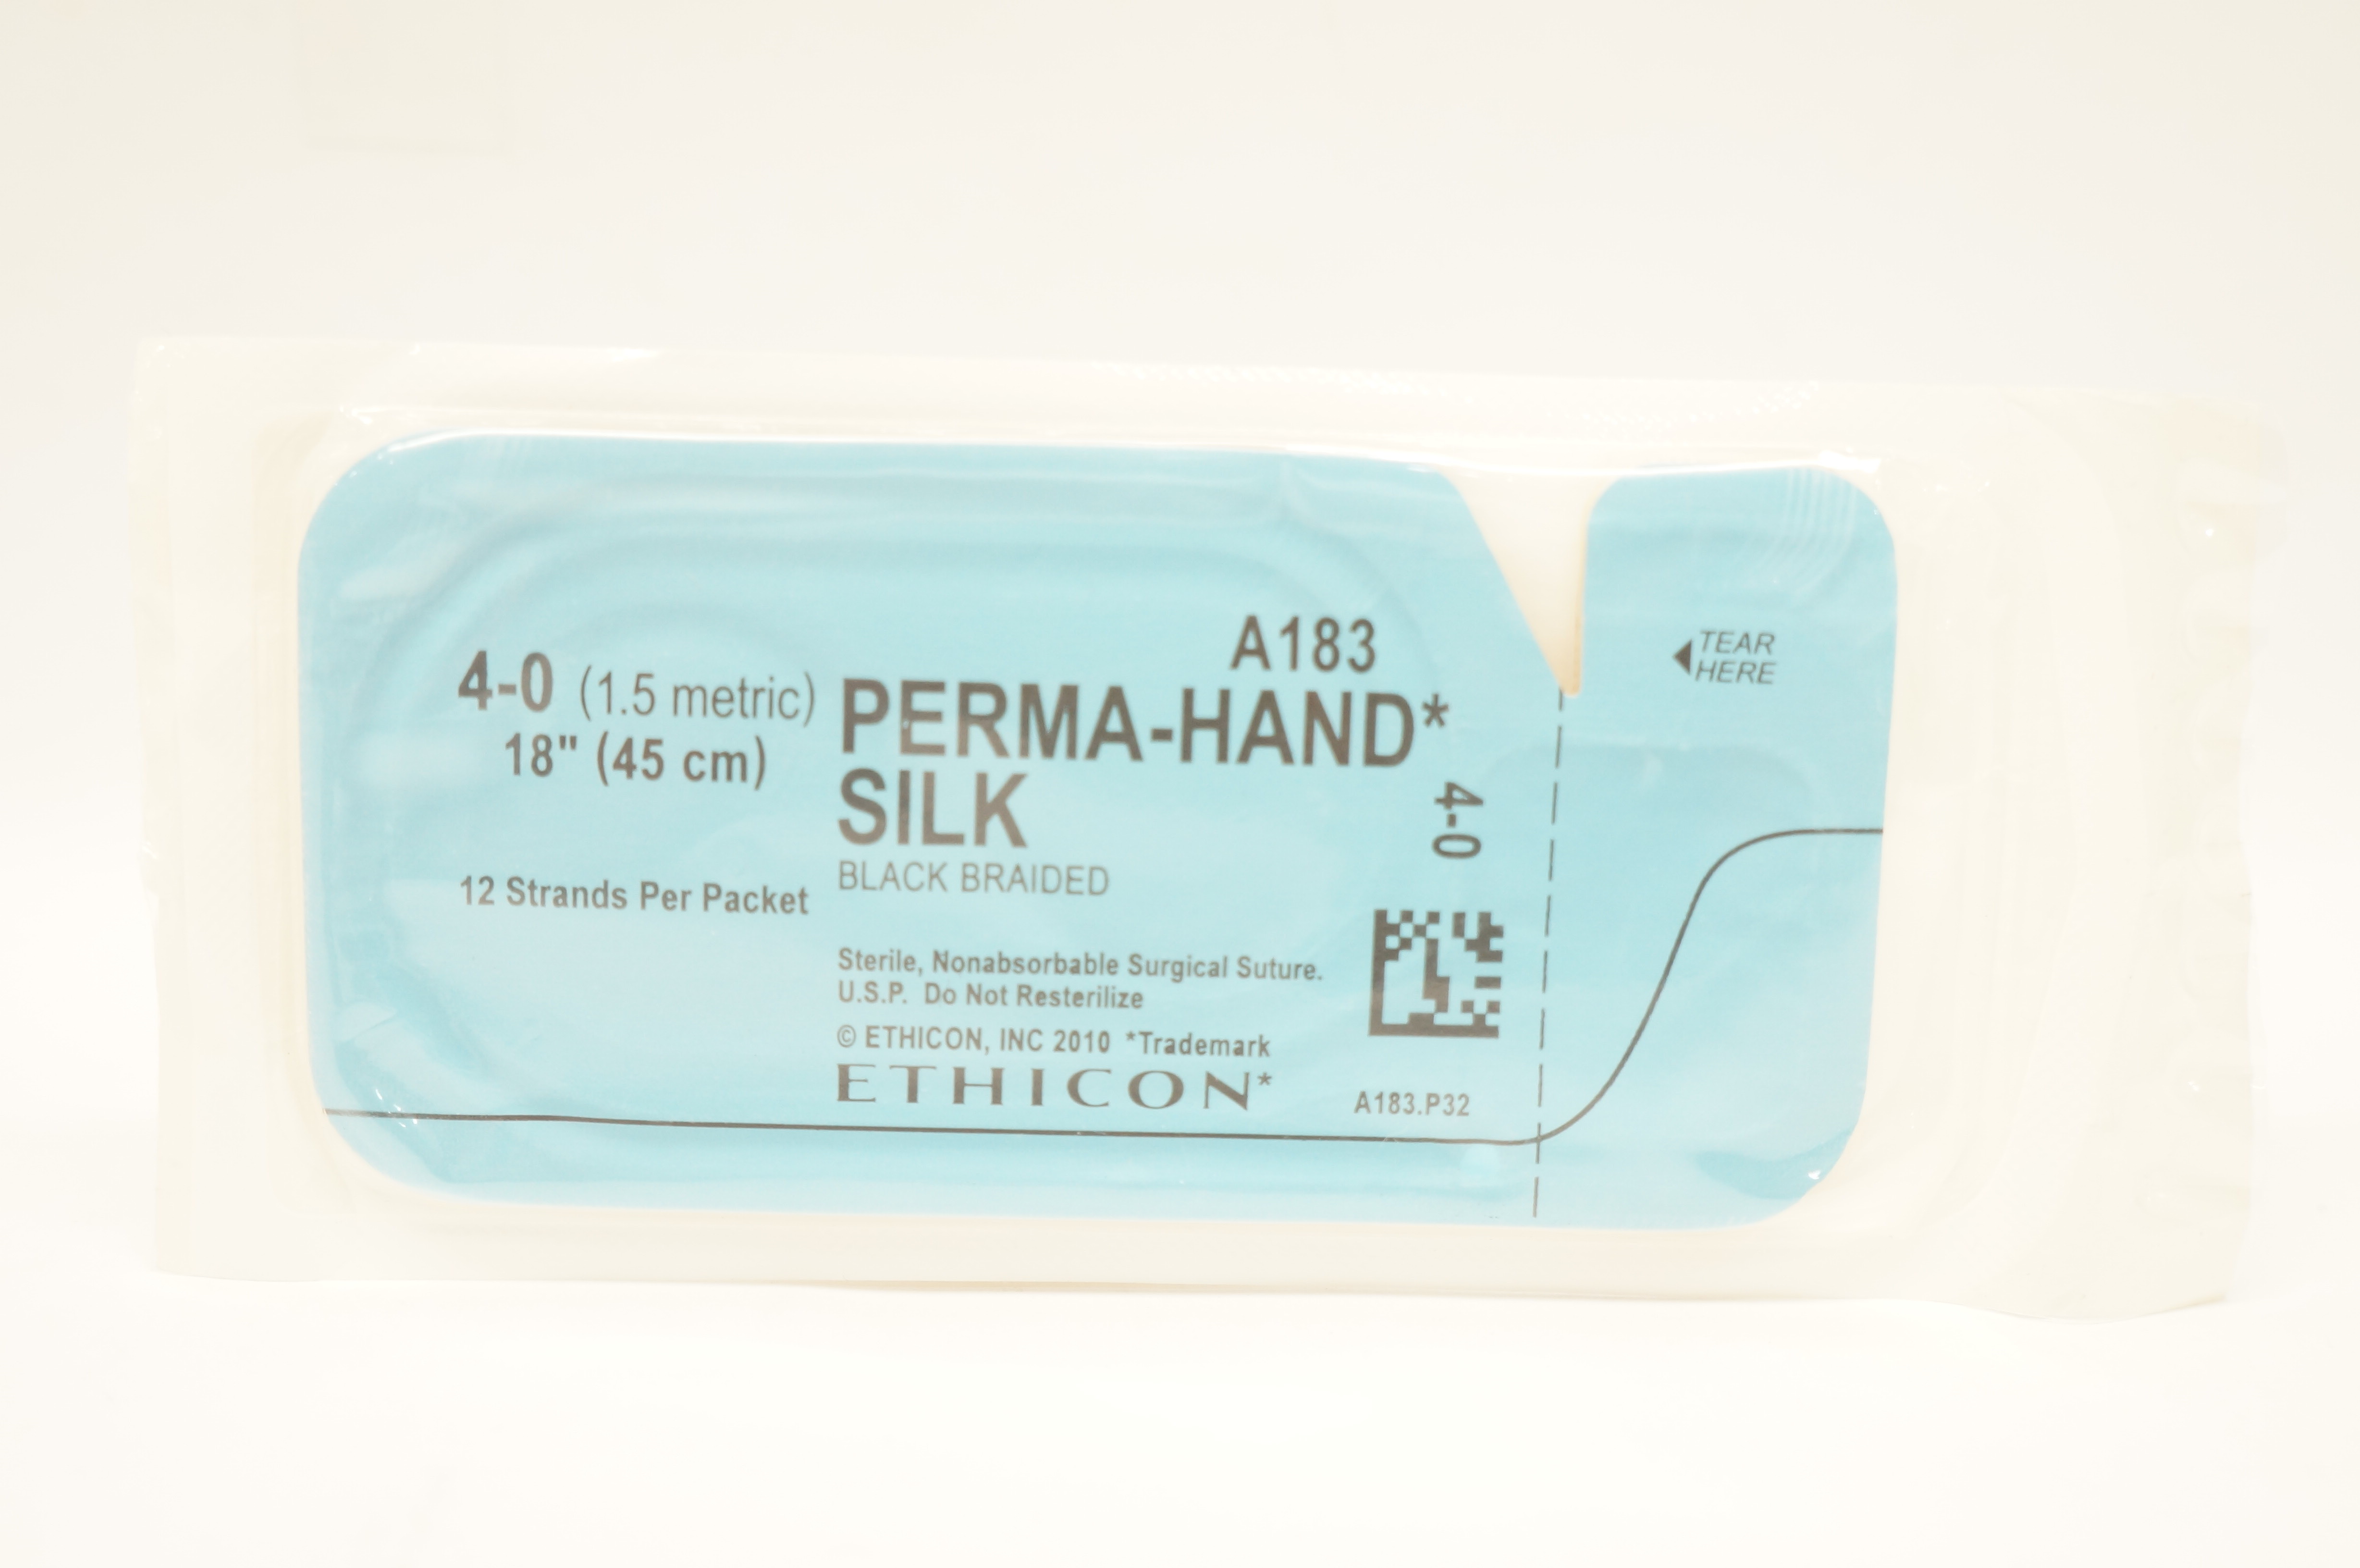 A183
4-0 (1.5 metric)
18" (45 cm)
PERMA-HAND*
SILK
BLACK BRAIDED
12 Strands Per Packet
Sterile, Nonabsorbable Surgical Suture.
U.S.P. Do Not Resterilize
© ETHICON, INC 2010 *Trademark
ETHICON*
4-0
A183.P32
TEAR
HERE